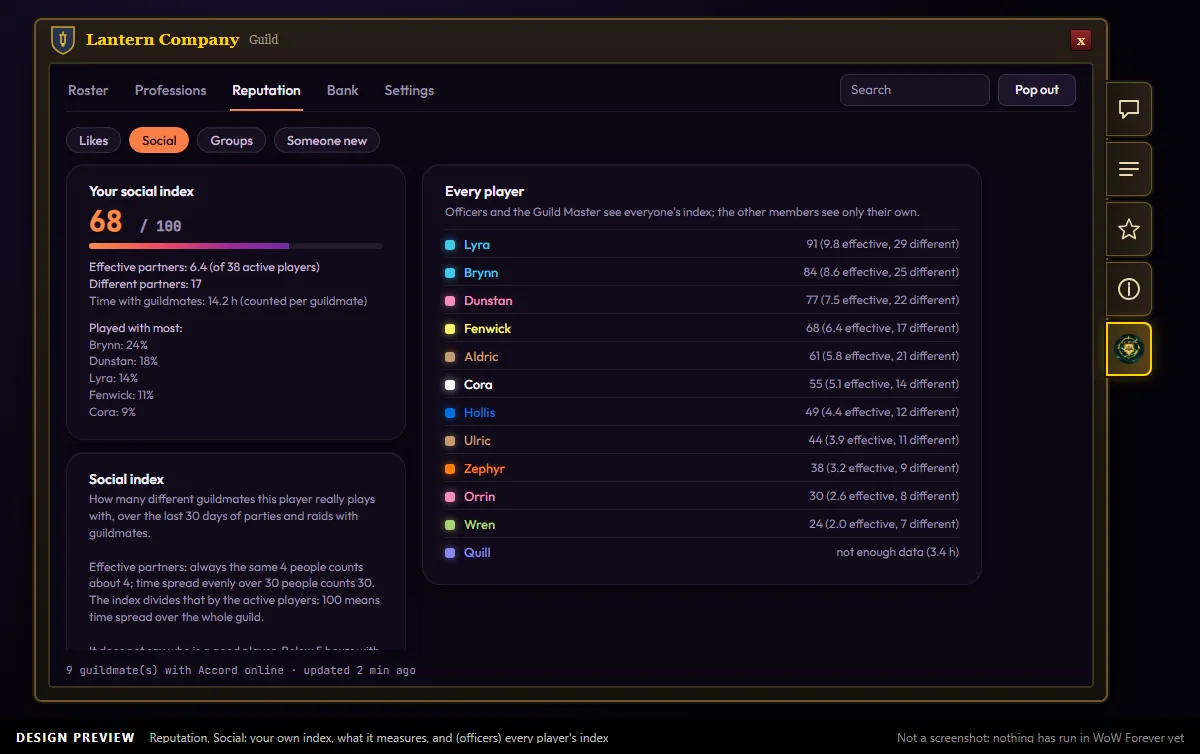 Lantern Company Guild
x
Roster Professions Reputation Bank Settings
Search
Pop out
Likes Social Groups Someone new
Your social index
68 / 100
Effective partners: 6.4 (of 38 active players)
Different partners: 17
Time with guildmates: 14.2 h (counted per guildmate)
Played with most:
Brynn: 24%
Dunstan: 18%
Lyra: 14%
Fenwick: 11%
Cora: 9%
Social index
How many different guildmates this player really plays
with, over the last 30 days of parties and raids with
guildmates.
Effective partners: always the same 4 people counts
about 4; time spread evenly over 30 people counts 30.
The index divides that by the active players: 100 means
time spread over the whole guild.
It does not say who is a good player. Below 5 hours with
Every player
Officers and the Guild Master see everyone's index; the other members see only their own.
Lyra 91 (9.8 effective, 29 different)
Brynn 84 (8.6 effective, 25 different)
Dunstan 77 (7.5 effective, 22 different)
Fenwick 68 (6.4 effective, 17 different)
Aldric 61 (5.8 effective, 21 different)
Cora 55 (5.1 effective, 14 different)
Hollis 49 (4.4 effective, 12 different)
Ulric 44 (3.9 effective, 11 different)
Zephyr 38 (3.2 effective, 9 different)
Orrin 30 (2.6 effective, 8 different)
Wren 24 (2.0 effective, 7 different)
Quill not enough data (3.4 h)
9 guildmate(s) with Accord online · updated 2 min ago
DESIGN PREVIEW Reputation, Social: your own index, what it measures, and (officers) every player's index
Not a screenshot: nothing has run in WoW Forever yet